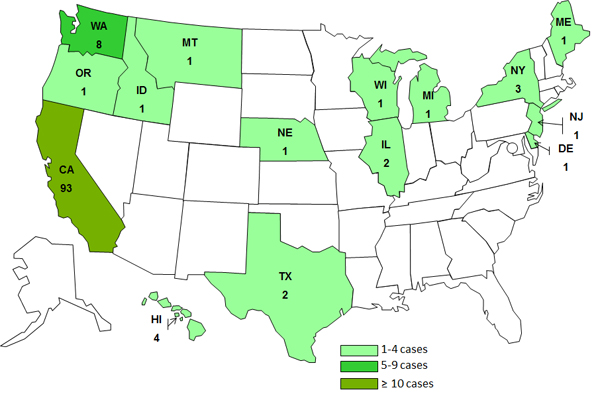 WA
8
MT
1
ME
1
OR
1
ID
1
WI
1
MI
1
NY
3
NJ
1
DE
1
NE
1
IL
2
CA
93
TX
2
HI
4
1-4 cases
5-9 cases
≥ 10 cases